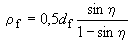 ρ_f = 0,5d_f sin η / (1 − sin η)